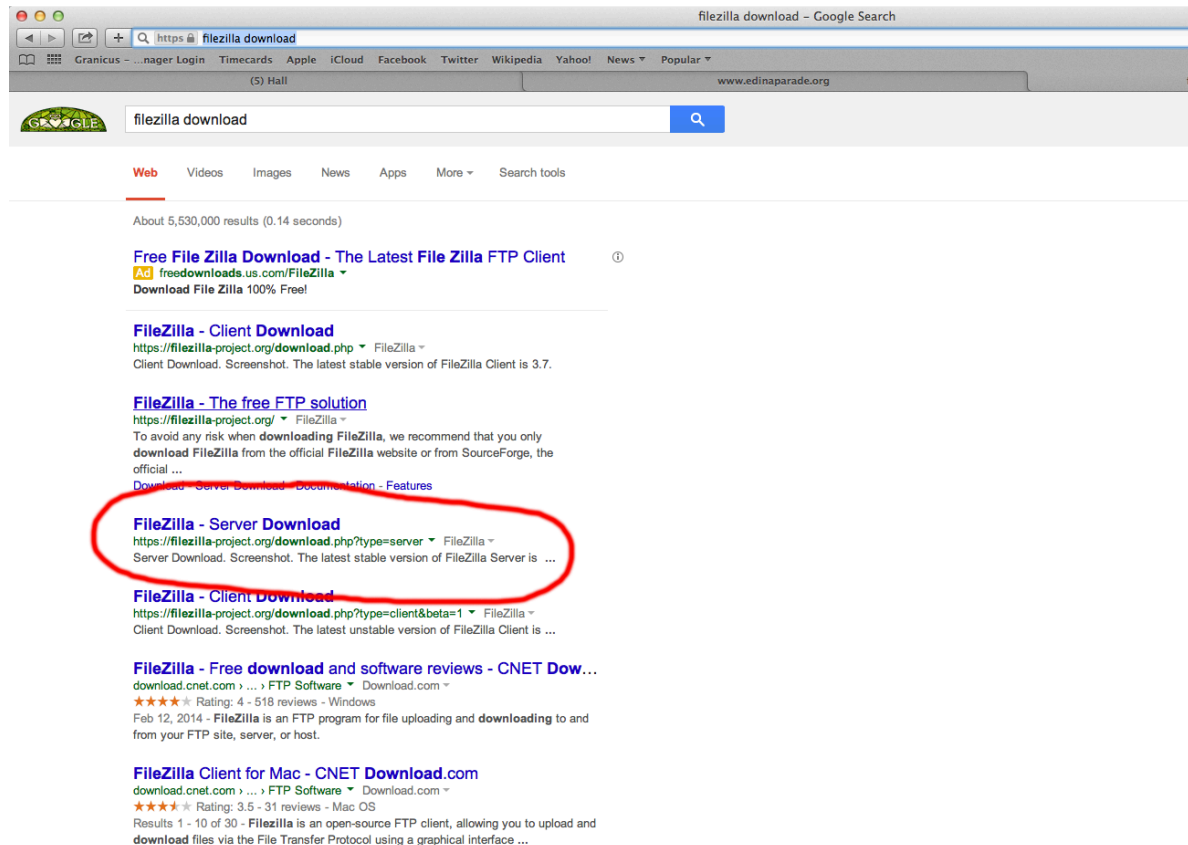 filezilla download – Google Search
https filezilla download
Granicus – ...nager Login Timecards Apple iCloud Facebook Twitter Wikipedia Yahoo! News ▾ Popular ▾
(5) Hall www.edinaparade.org
GOOGLE filezilla download
Web Videos Images News Apps More Search tools
About 5,530,000 results (0.14 seconds)
Free File Zilla Download - The Latest File Zilla FTP Client
Ad freedownloads.us.com/FileZilla
Download File Zilla 100% Free!
FileZilla - Client Download
https://filezilla-project.org/download.php FileZilla
Client Download. Screenshot. The latest stable version of FileZilla Client is 3.7.
FileZilla - The free FTP solution
https://filezilla-project.org/ FileZilla
To avoid any risk when downloading FileZilla, we recommend that you only
download FileZilla from the official FileZilla website or from SourceForge, the
official ...
Download - Server Download - Documentation - Features
FileZilla - Server Download
https://filezilla-project.org/download.php?type=server FileZilla
Server Download. Screenshot. The latest stable version of FileZilla Server is ...
FileZilla - Client Download
https://filezilla-project.org/download.php?type=client&beta=1 FileZilla
Client Download. Screenshot. The latest unstable version of FileZilla Client is ...
FileZilla - Free download and software reviews - CNET Dow...
download.cnet.com › ... › FTP Software Download.com
Rating: 4 - 518 reviews - Windows
Feb 12, 2014 - FileZilla is an FTP program for file uploading and downloading to and
from your FTP site, server, or host.
FileZilla Client for Mac - CNET Download.com
download.cnet.com › ... › FTP Software Download.com
Rating: 3.5 - 31 reviews - Mac OS
Results 1 - 10 of 30 - Filezilla is an open-source FTP client, allowing you to upload and
download files via the File Transfer Protocol using a graphical interface ...